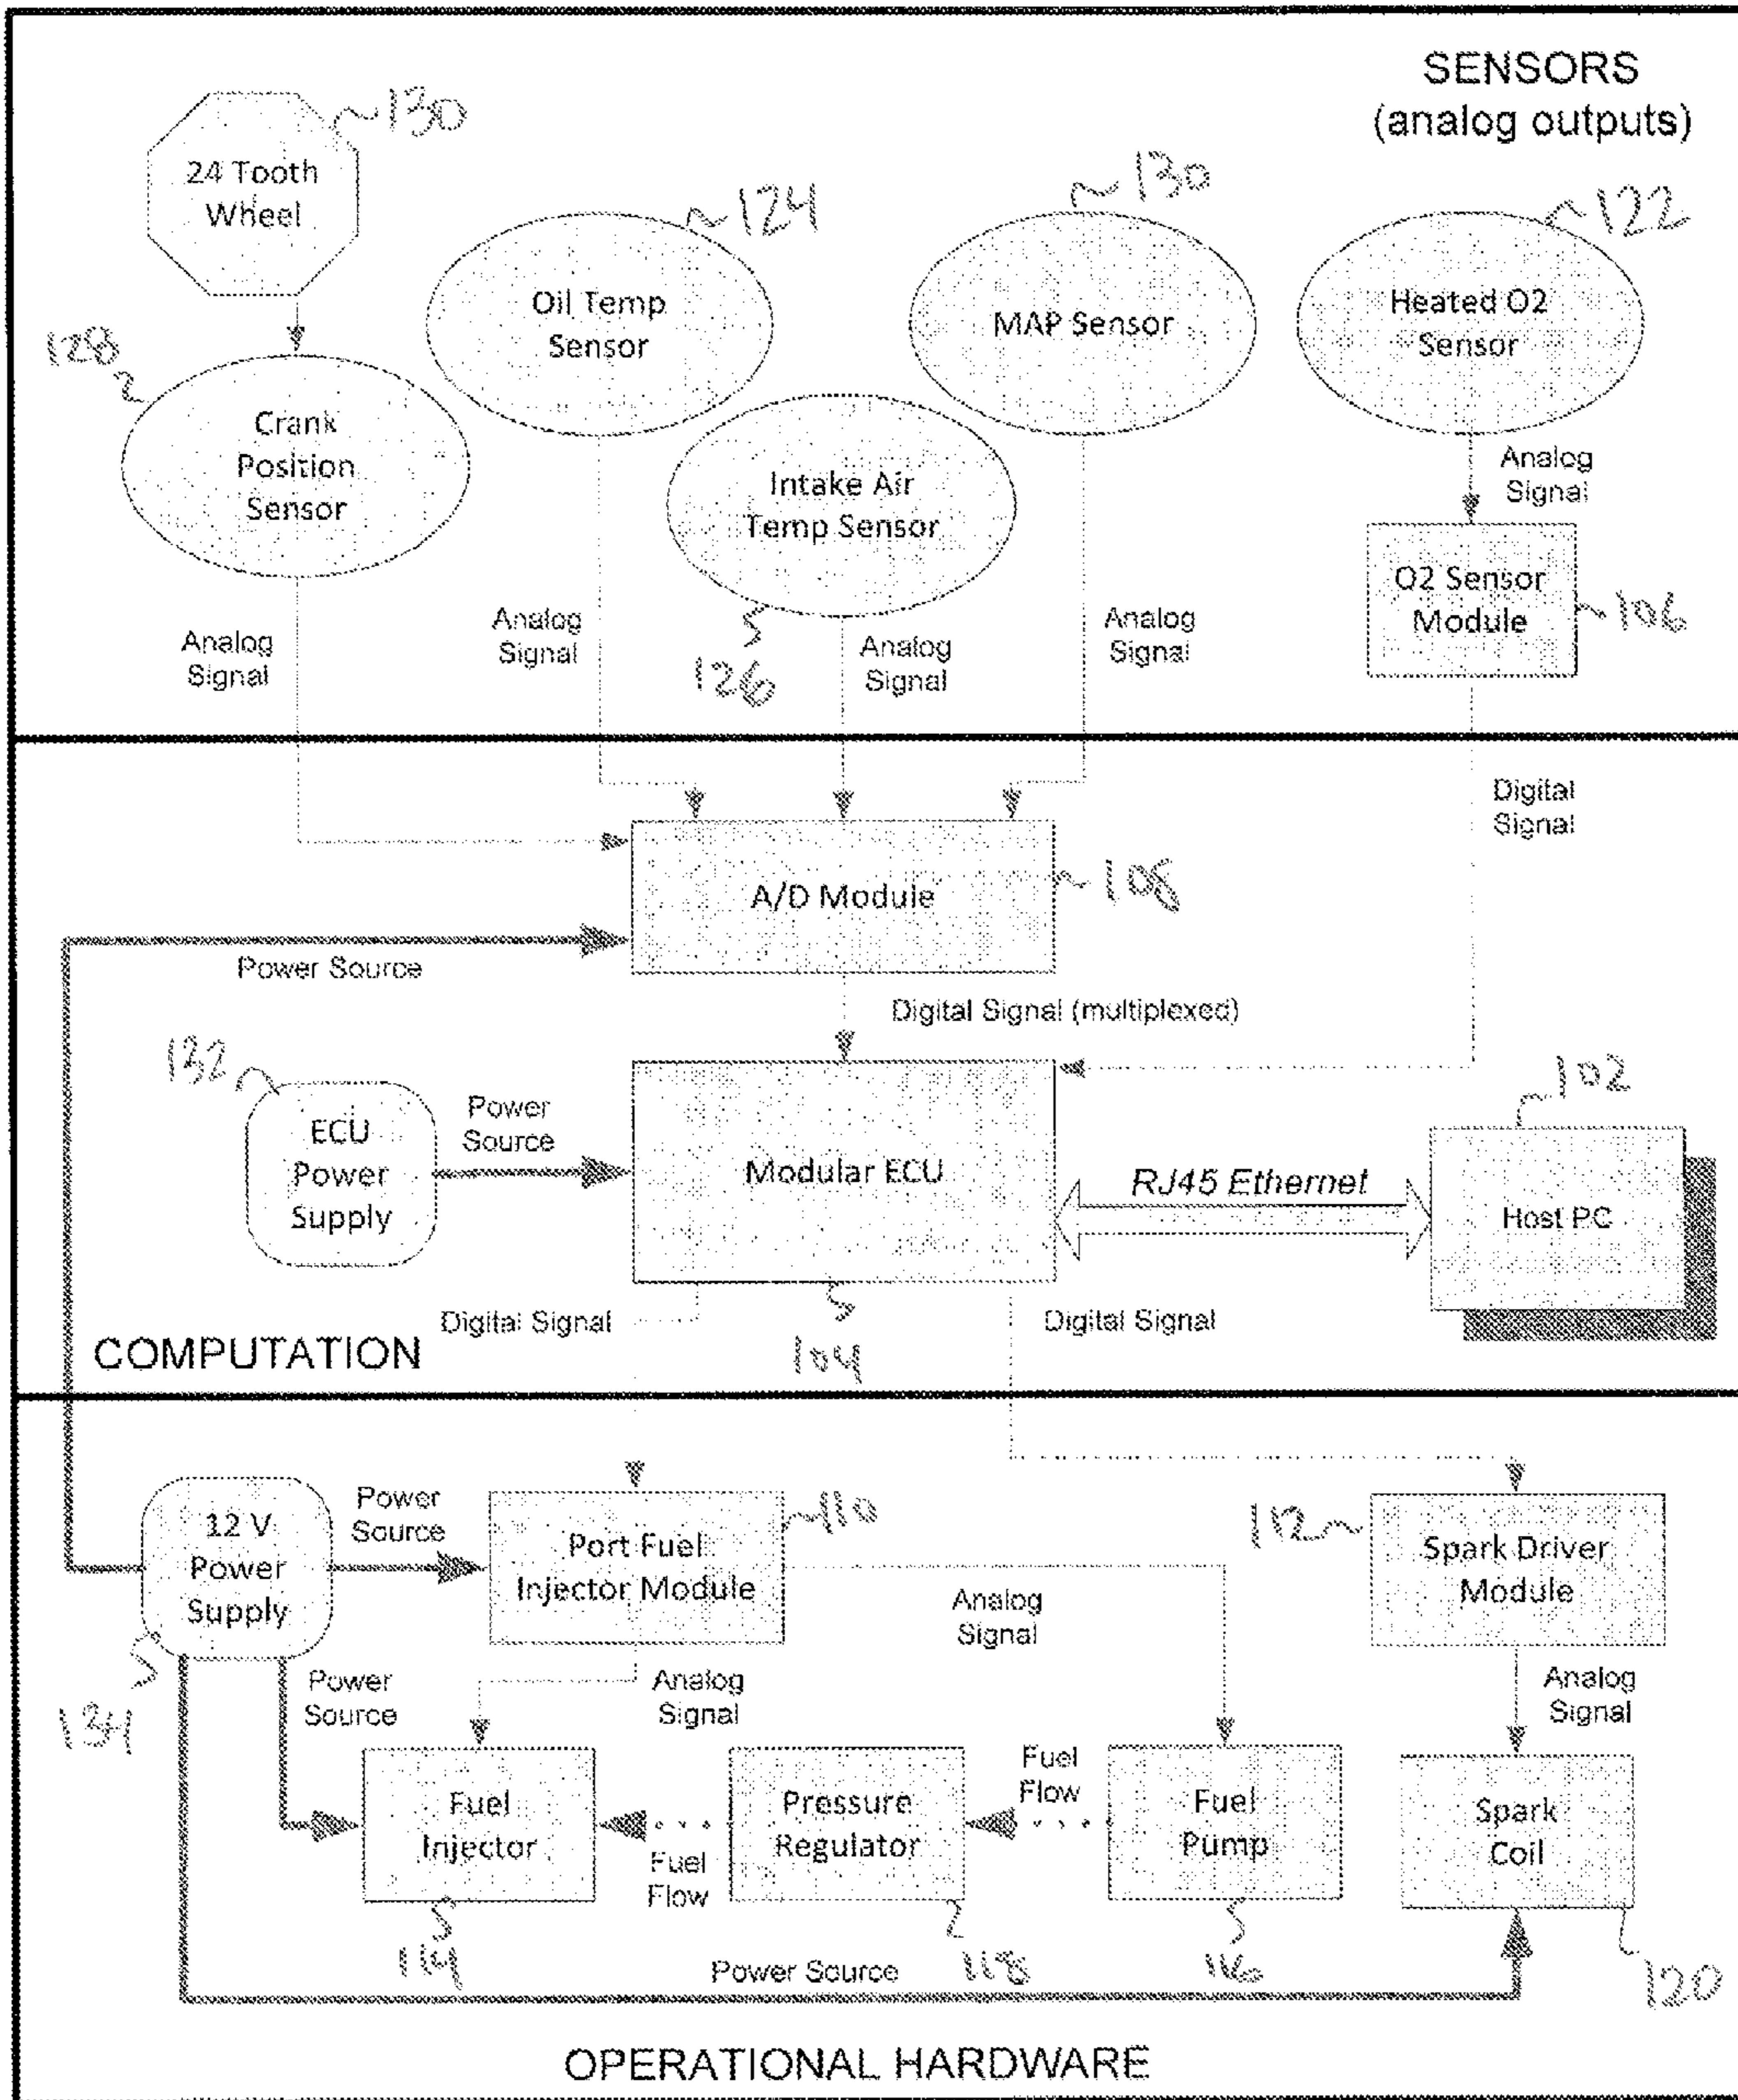 SENSORS
(analog outputs)
130
24 Tooth
Wheel
124
Oil Temp
Sensor
130
MAP Sensor
122
Heated O2
Sensor
128
Crank
Position
Sensor
Intake Air
Temp Sensor
126
Analog
Signal
O2 Sensor
Module
106
Analog
Signal
Analog
Signal
Analog
Signal
Analog
Signal
Digital
Signal
A/D Module
108
Power Source
Digital Signal (multiplexed)
132
ECU
Power
Supply
Power
Source
Modular ECU
104
RJ45 Ethernet
102
Host PC
Digital Signal
Digital Signal
COMPUTATION
12 V
Power
Supply
134
Power
Source
Port Fuel
Injector Module
110
Analog
Signal
112
Spark Driver
Module
Power
Source
Analog
Signal
Analog
Signal
Fuel
Injector
114
Fuel
Flow
Pressure
Regulator
118
Fuel
Flow
Fuel
Pump
116
Spark
Coil
120
Power Source
OPERATIONAL HARDWARE